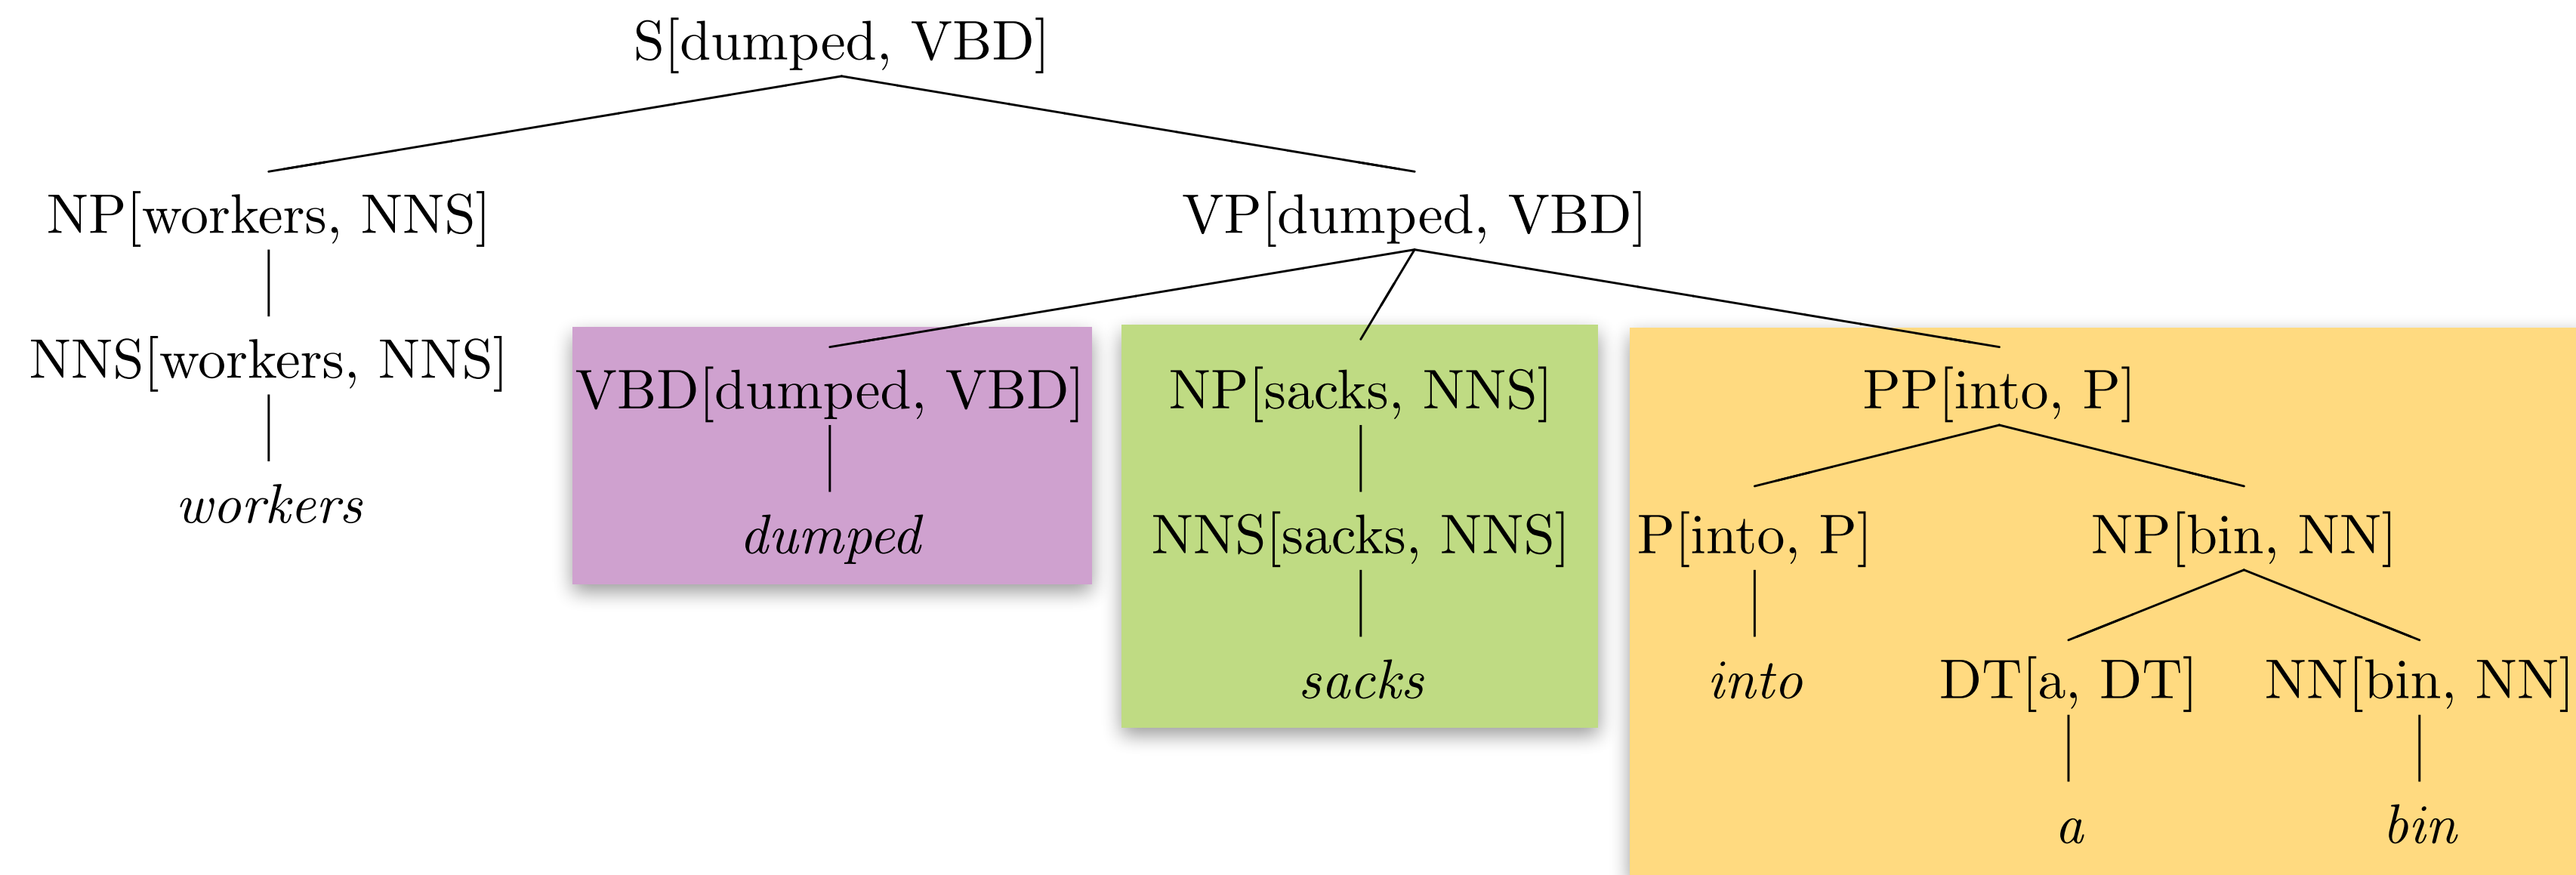 S[dumped, VBD]
NP[workers, NNS] VP[dumped, VBD]
NNS[workers, NNS] VBD[dumped, VBD] NP[sacks, NNS] PP[into, P]
workers dumped NNS[sacks, NNS] P[into, P] NP[bin, NN]
sacks into DT[a, DT] NN[bin, NN]
a bin